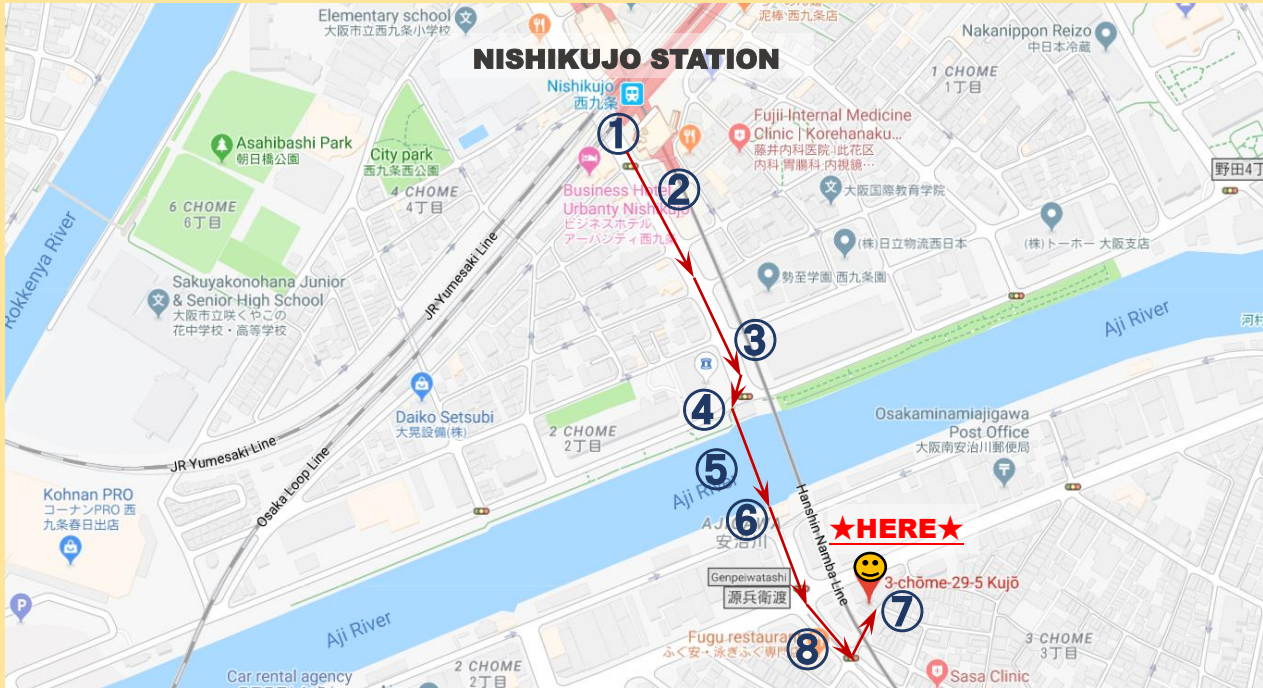 Elementary school
大阪市立西九条小学校
泥棒 西九条店
Nakanippon Reizo
中日本冷蔵
NISHIKUJO STATION
1 CHOME
1丁目
Nishikujo
西九条
①
Fujii Internal Medicine
Clinic | Korehanaku...
藤井内科医院 | 此花区
内科 胃腸科 内視鏡…
Asahibashi Park
朝日橋公園
City park
西九条西公園
野田4丁
②
Business Hotel
Urbanty Nishikujo
ビジネスホテル
アーバンティ西九条
大阪国際教育学院
4 CHOME
4丁目
6 CHOME
6丁目
(株)日立物流西日本
(株)トーホー 大阪支店
Rokkenya River
JR Yumesaki Line
勢至学園 西九条園
Sakuyakonohana Junior
& Senior High School
大阪市立咲くやこの
花中学校・高等学校
Aji River
河村
③
④
Daiko Setsubi
大晃設備(株)
2 CHOME
2丁目
Osakaminamiajigawa
Post Office
大阪南安治川郵便局
JR Yumesaki Line
Osaka Loop Line
⑤
Aji River
Kohnan PRO
コーナンPRO 西
九条春日出店
Hanshin Namba Line
⑥
AJIGAWA
安治川
★HERE★
3-chōme-29-5 Kujō
Genpeiwatashi
源兵衛渡
⑦
P
Aji River
Fugu restaurant
ふぐ安・泳ぎふぐ専門
⑧
3 CHOME
3丁目
2 CHOME
2丁目
Sasa Clinic
Car rental agency